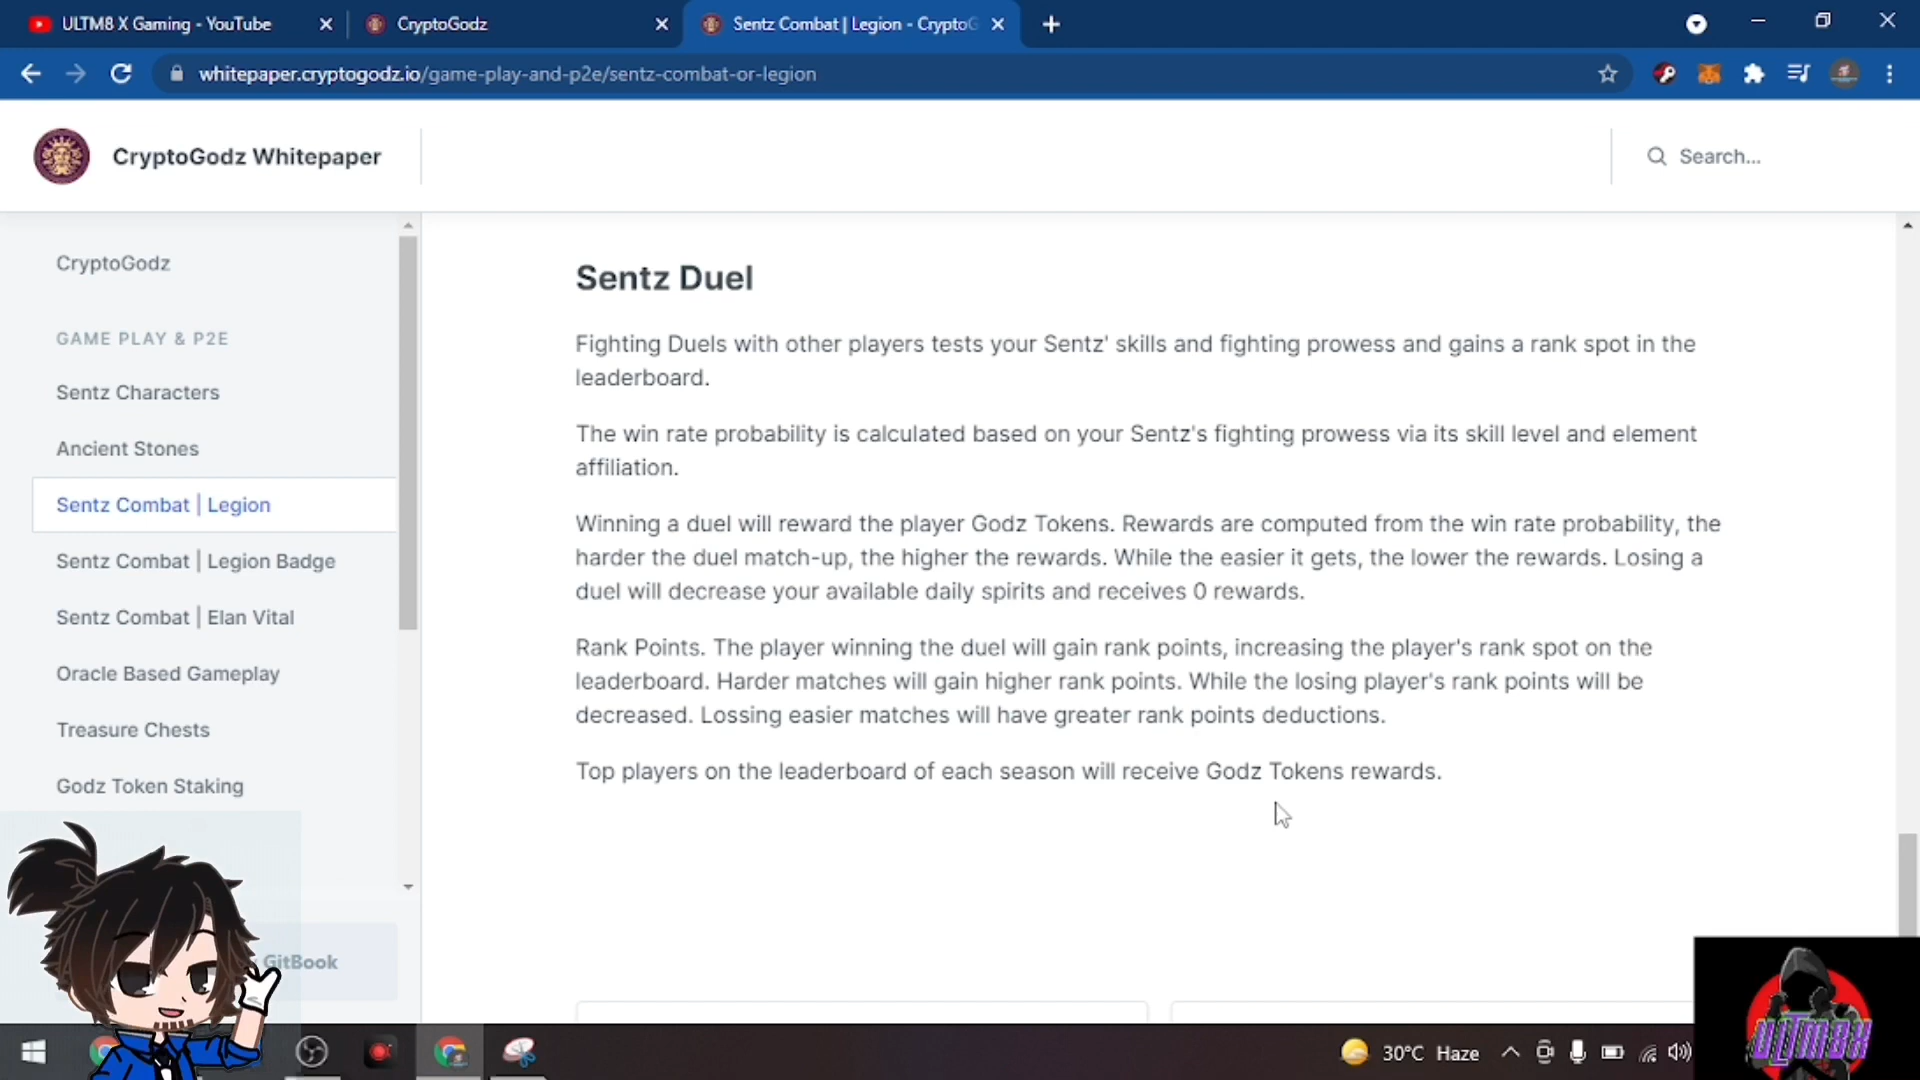 ULTM8 X Gaming - YouTube
CryptoGodz
Sentz Combat | Legion - Crypto
whitepaper.cryptogodz.io/game-play-and-p2e/sentz-combat-or-legion
CryptoGodz Whitepaper
Search...
CryptoGodz
GAME PLAY & P2E
Sentz Characters
Ancient Stones
Sentz Combat | Legion
Sentz Combat | Legion Badge
Sentz Combat | Elan Vital
Oracle Based Gameplay
Treasure Chests
Godz Token Staking
GitBook
Sentz Duel
Fighting Duels with other players tests your Sentz' skills and fighting prowess and gains a rank spot in the
leaderboard.
The win rate probability is calculated based on your Sentz's fighting prowess via its skill level and element
affiliation.
Winning a duel will reward the player Godz Tokens. Rewards are computed from the win rate probability, the
harder the duel match-up, the higher the rewards. While the easier it gets, the lower the rewards. Losing a
duel will decrease your available daily spirits and receives 0 rewards.
Rank Points. The player winning the duel will gain rank points, increasing the player's rank spot on the
leaderboard. Harder matches will gain higher rank points. While the losing player's rank points will be
decreased. Lossing easier matches will have greater rank points deductions.
Top players on the leaderboard of each season will receive Godz Tokens rewards.
30°C Haze
ULTM8X